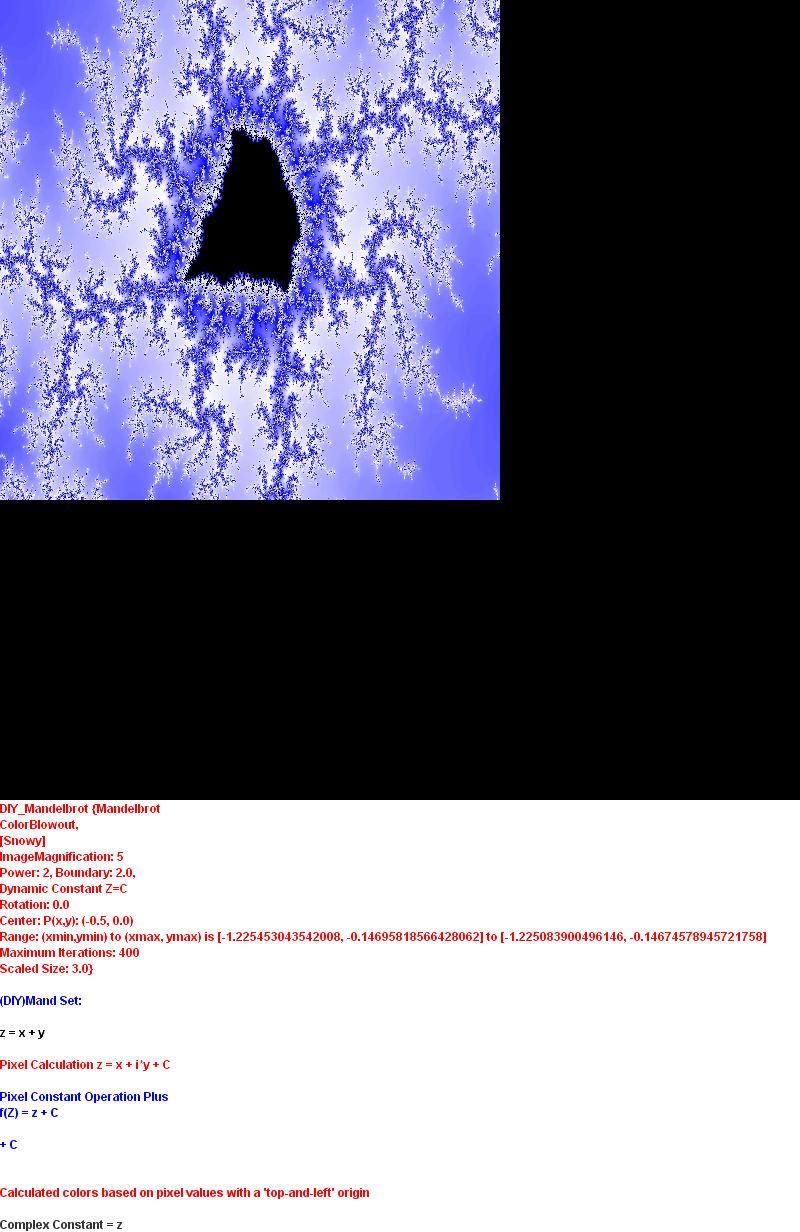 DIY_Mandelbrot {Mandelbrot
ColorBlowout,
[Snowy]
ImageMagnification: 5
Power: 2, Boundary: 2.0,
Dynamic Constant Z=C
Rotation: 0.0
Center: P(x,y): (-0.5, 0.0)
Range: (xmin,ymin) to (xmax, ymax) is [-1.225453043542008, -0.14695818566428062] to [-1.225083900496146, -0.14674578945721758]
Maximum Iterations: 400
Scaled Size: 3.0}
(DIY)Mand Set:
z = x + y
Pixel Calculation z = x + i*y + C
Pixel Constant Operation Plus
f(Z) = z + C
+ C
Calculated colors based on pixel values with a 'top-and-left' origin
Complex Constant = z